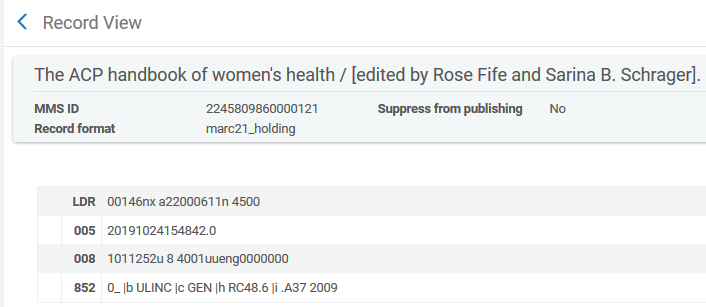 Record View
The ACP handbook of women's health / [edited by Rose Fife and Sarina B. Schrager].
MMS ID 2245809860000121 Suppress from publishing No
Record format marc21_holding
LDR 00146nx a22000611n 4500
005 20191024154842.0
008 1011252u 8 4001uueng0000000
852 0_ |b ULINC |c GEN |h RC48.6 |i .A37 2009